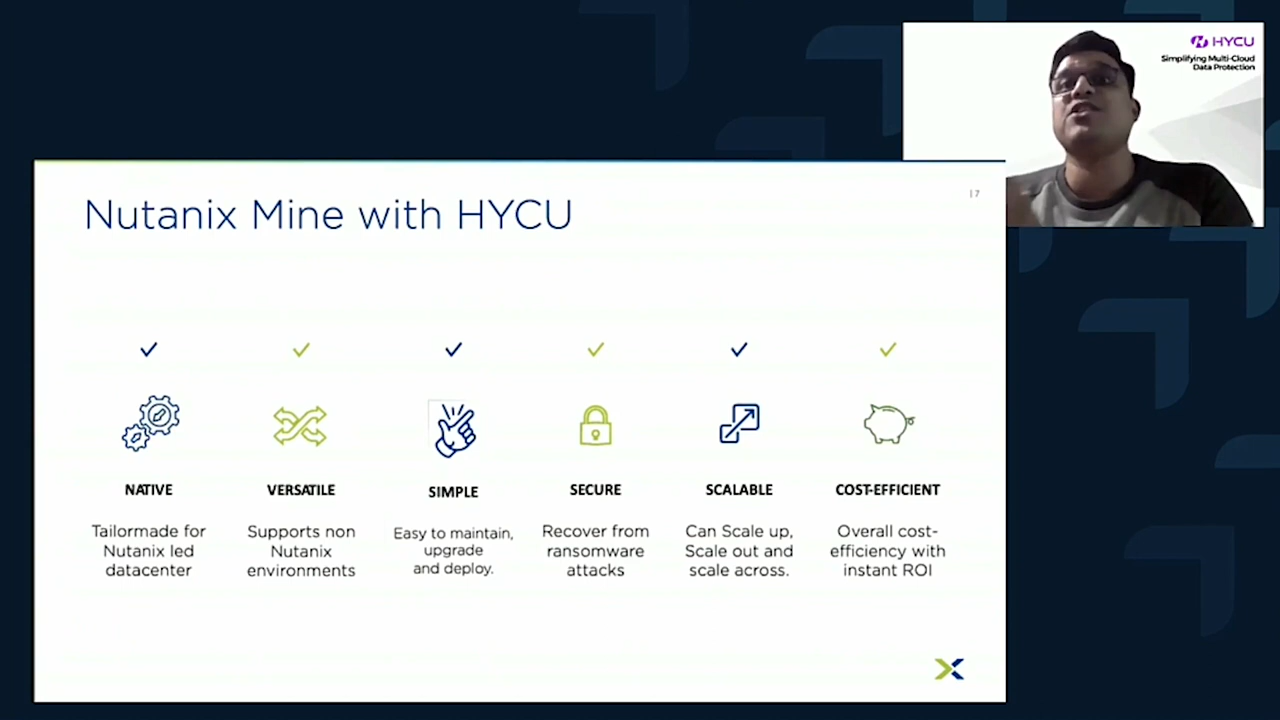 HYCU
Simplifying Multi-Cloud
Data Protection
17
Nutanix Mine with HYCU
NATIVE
Tailormade for
Nutanix led
datacenter
VERSATILE
Supports non
Nutanix
environments
SIMPLE
Easy to maintain,
upgrade
and deploy.
SECURE
Recover from
ransomware
attacks
SCALABLE
Can Scale up,
Scale out and
scale across.
COST-EFFICIENT
Overall cost-
efficiency with
instant ROI